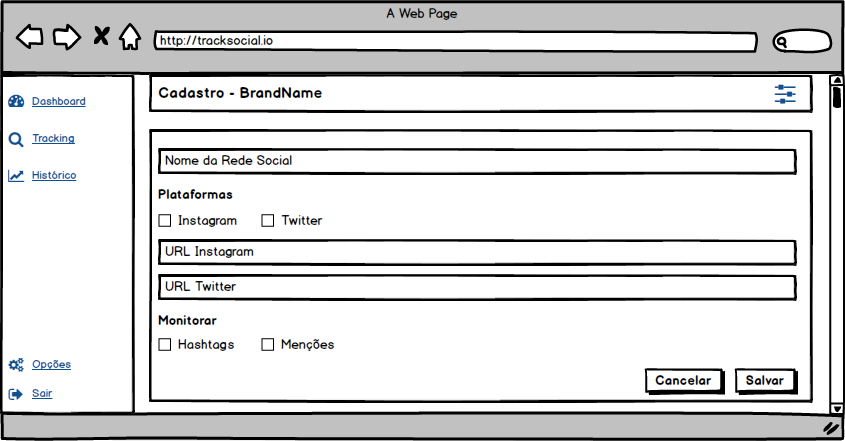 A Web Page
http://tracksocial.io
Cadastro - BrandName
Dashboard
Tracking
Histórico
Nome da Rede Social
Plataformas
Instagram Twitter
URL Instagram
URL Twitter
Monitorar
Hashtags Menções
Opções
Cancelar Salvar
Sair